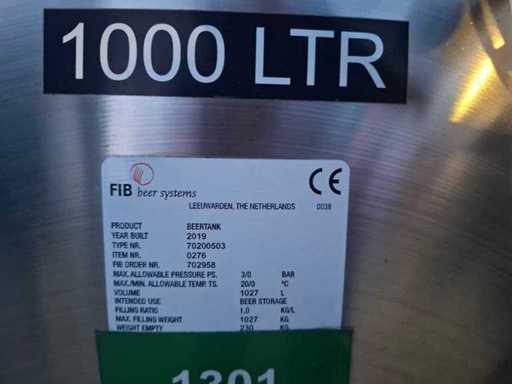 1000 LTR
FIB beer systems
CE
LEEUWARDEN, THE NETHERLANDS 0038
PRODUCT BEERTANK
YEAR BUILT 2019
TYPE NR. 70200503
ITEM NR. 0276
FIB ORDER NR. 702958
MAX. ALLOWABLE PRESSURE PS. 3/0 BAR
MAX./MIN. ALLOWABLE TEMP. TS. 20/0 °C
VOLUME 1027 L
INTENDED USE BEER STORAGE
FILLING RATIO 1.0 KG/L
MAX. FILLING WEIGHT 1027 KG
WEIGHT EMPTY 230 KG
1301